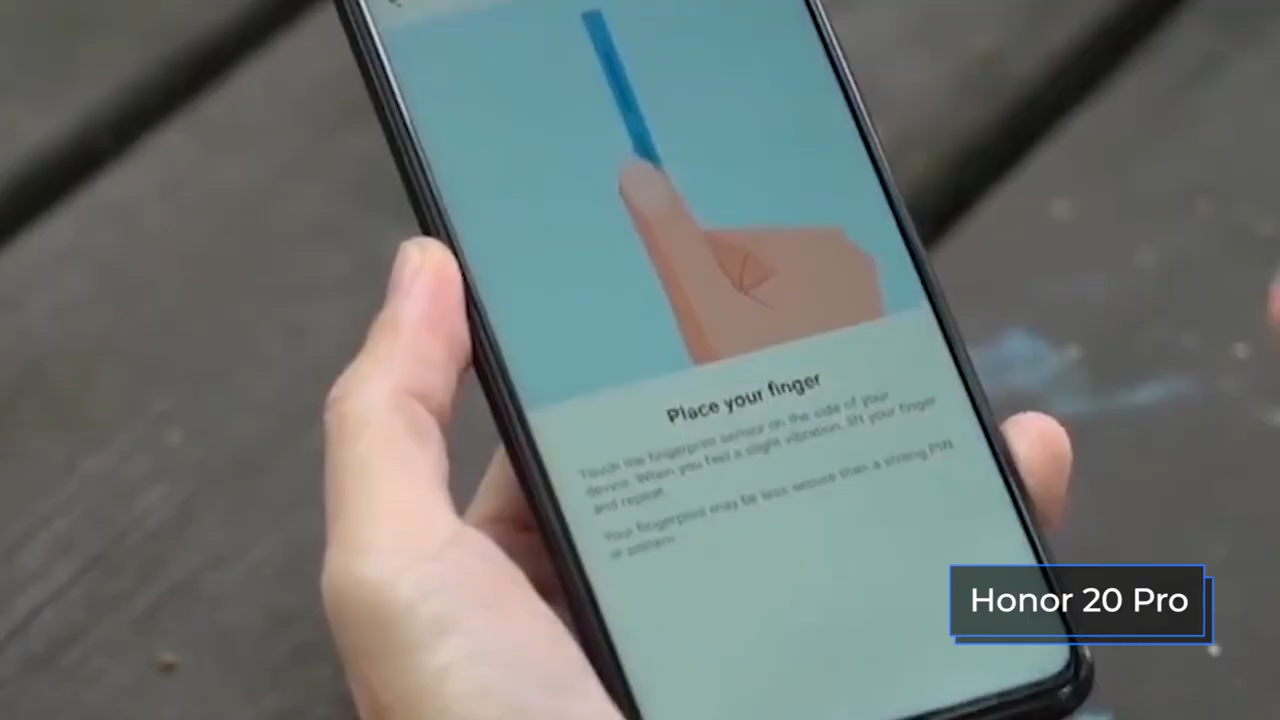 Place your finger
Touch the fingerprint sensor on the side of your
device. When you feel a slight vibration, lift your finger
and repeat.
Your fingerprint may be less secure than a strong PIN
or pattern.
Honor 20 Pro